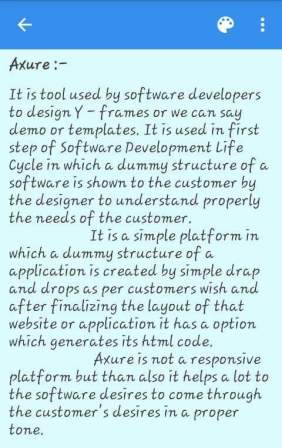 Axure :-
It is tool used by software developers
to design Y - frames or we can say
demo or templates. It is used in first
step of Software Development Life
Cycle in which a dummy structure of a
software is shown to the customer by
the designer to understand properly
the needs of the customer.
It is a simple platform in
which a dummy structure of a
application is created by simple drap
and drops as per customers wish and
after finalizing the layout of that
website or application it has a option
which generates its html code.
Axure is not a responsive
platform but than also it helps a lot to
the software desires to come through
the customer's desires in a proper
tone.